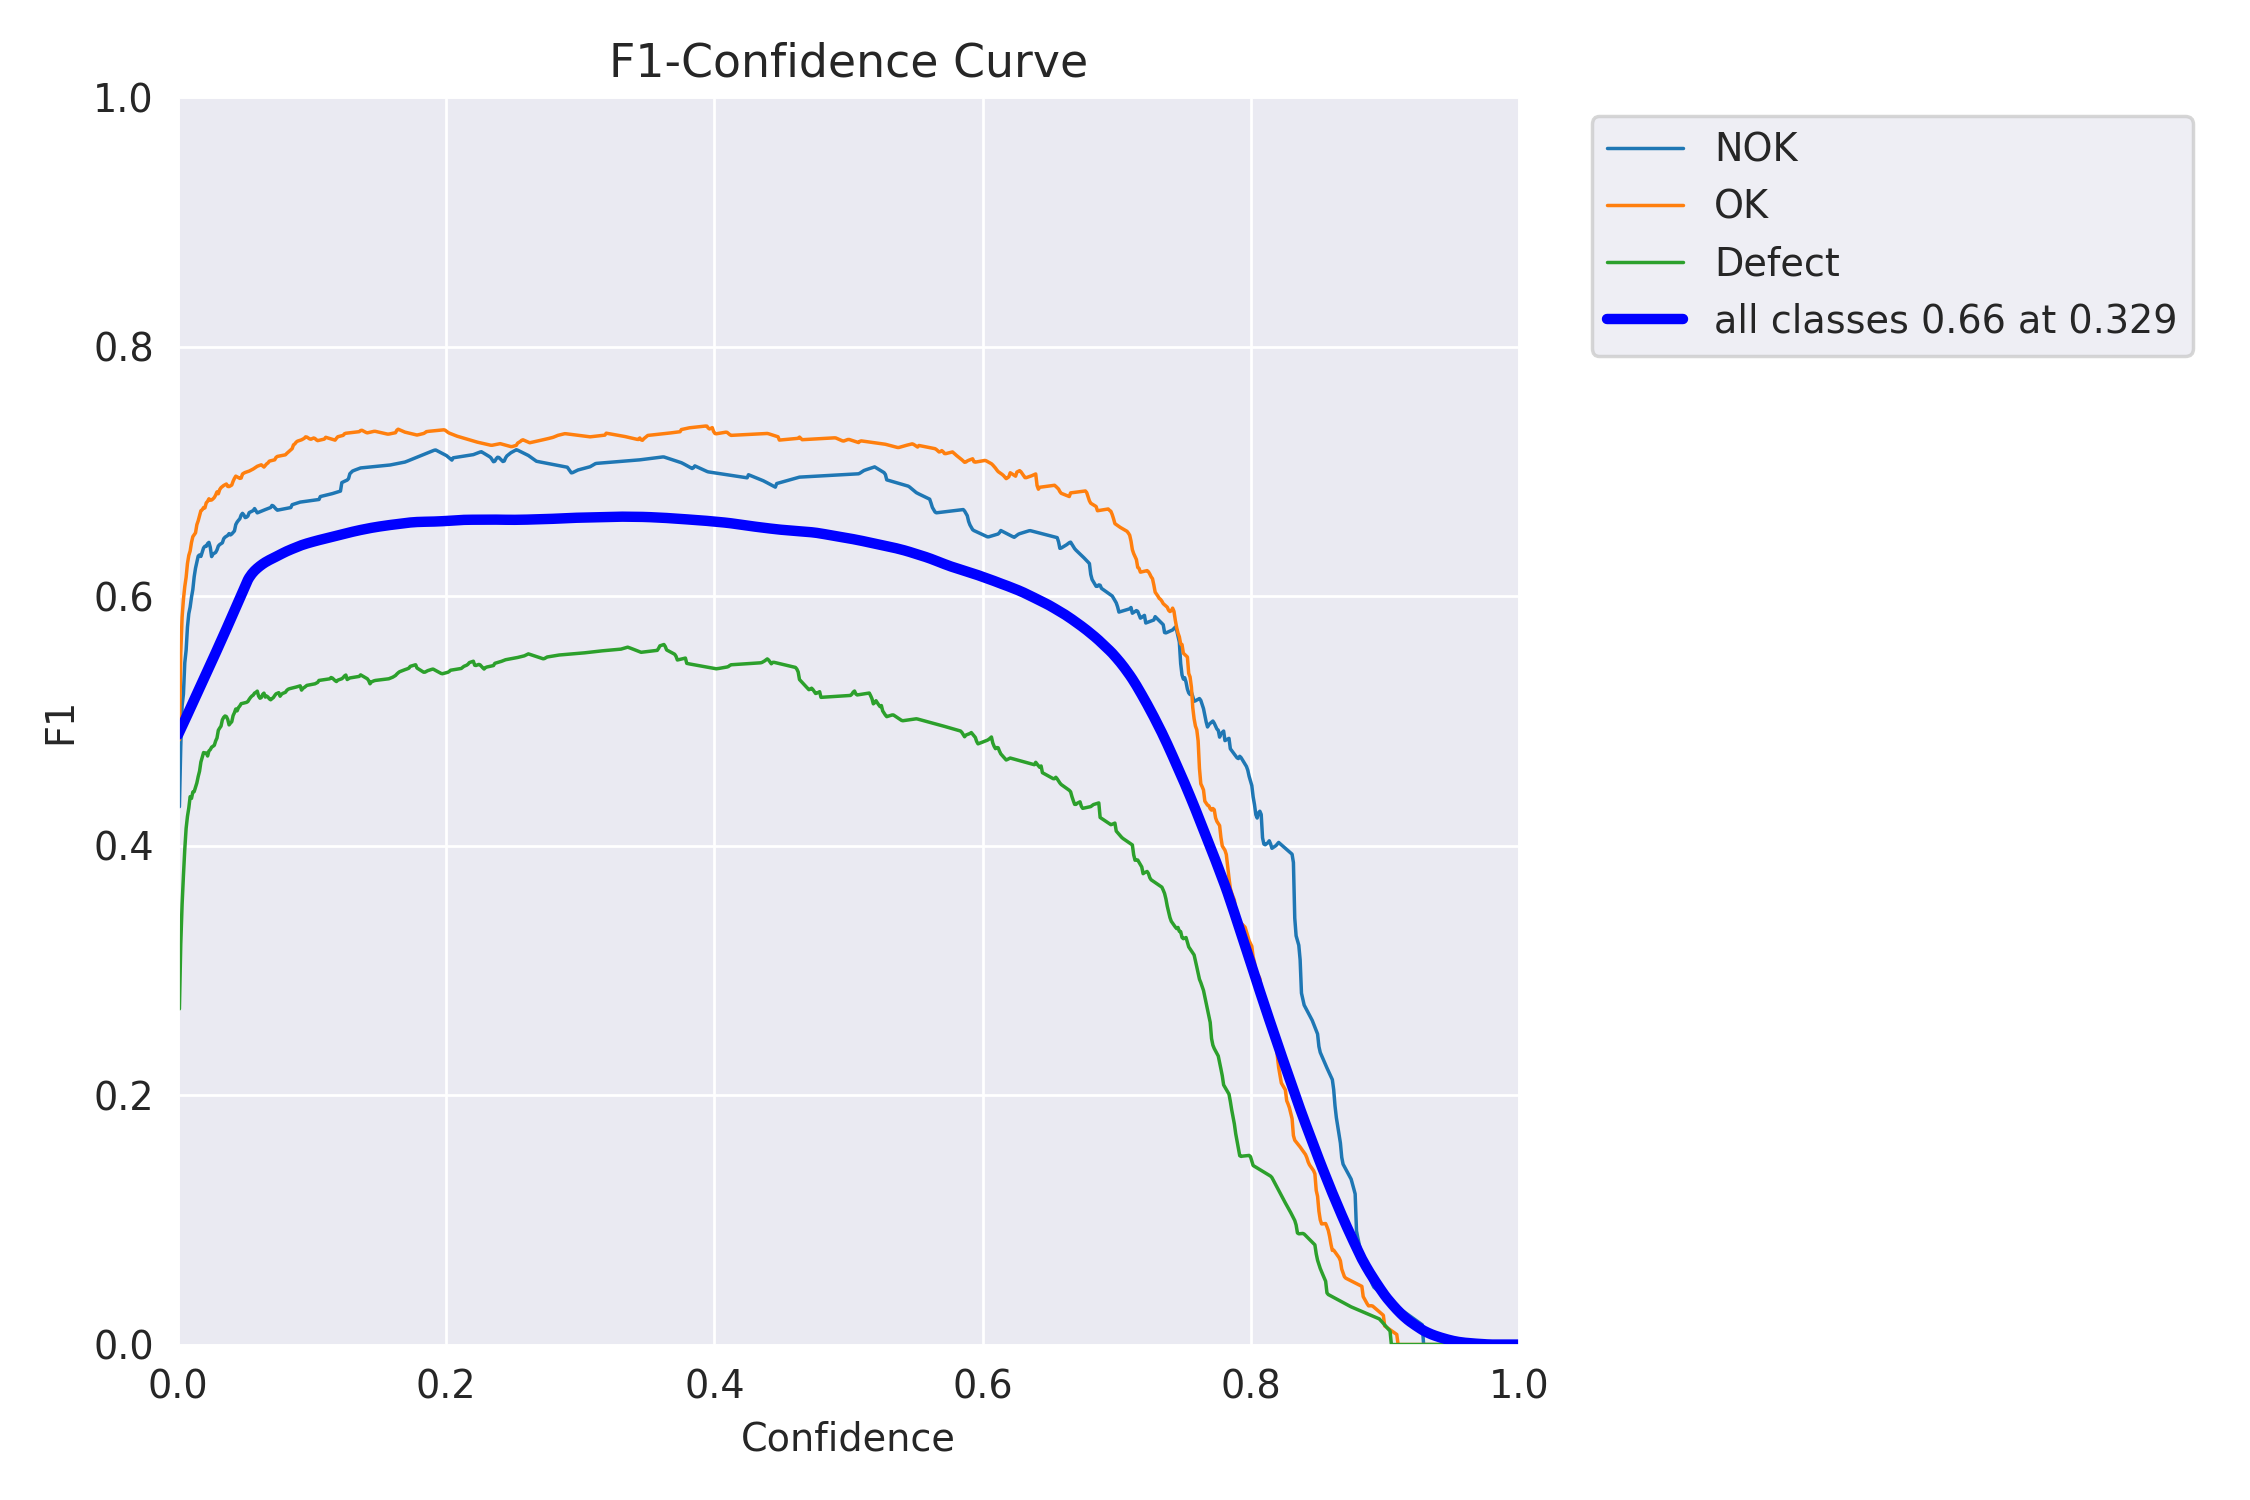 F1-Confidence Curve
1.0
0.8
0.6
0.4
0.2
0.0
F1
0.0 0.2 0.4 0.6 0.8 1.0
Confidence
NOK
OK
Defect
all classes 0.66 at 0.329